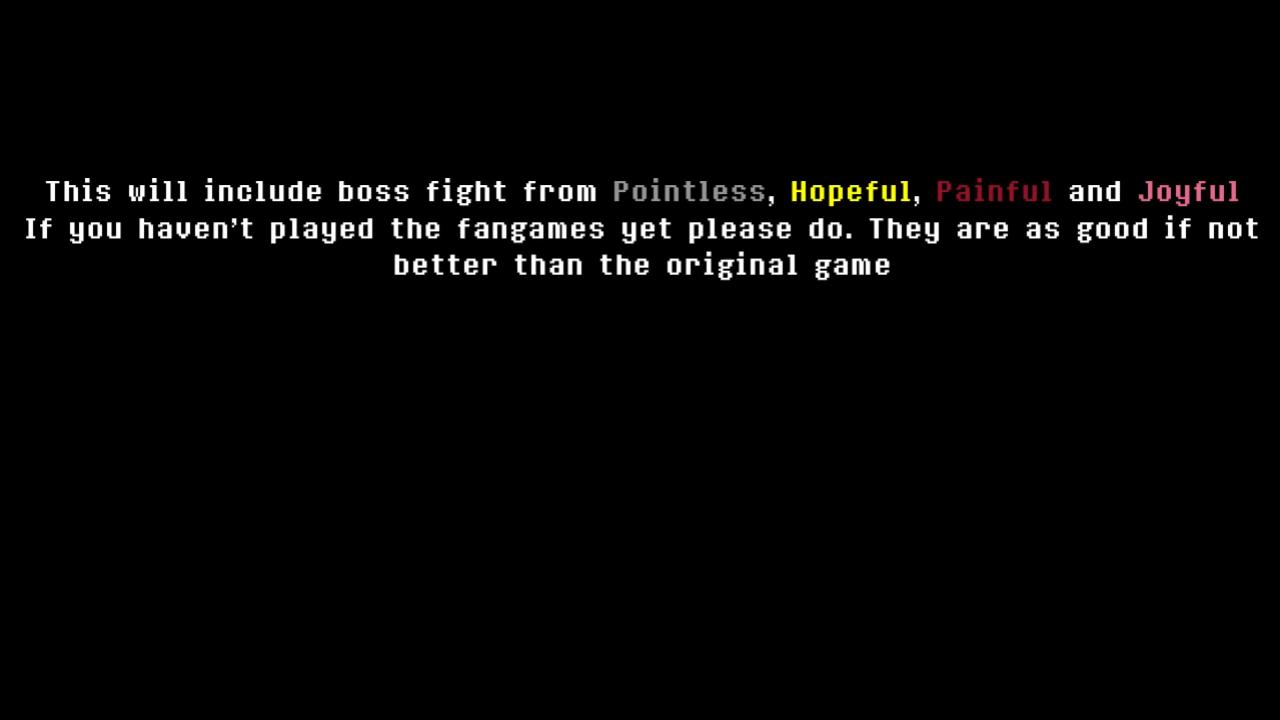 This will include boss fight from Pointless, Hopeful, Painful and Joyful
If you haven't played the fangames yet please do. They are as good if not
better than the original game